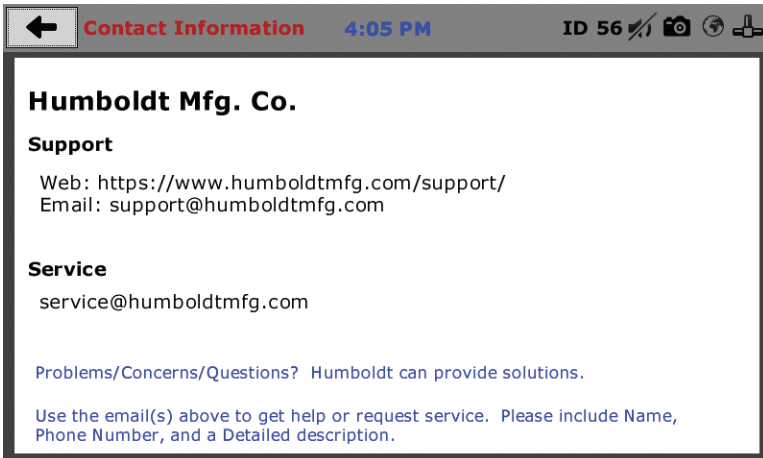 Contact Information 4:05 PM ID 56
Humboldt Mfg. Co.
Support
Web: https://www.humboldtmfg.com/support/
Email: support@humboldtmfg.com
Service
service@humboldtmfg.com
Problems/Concerns/Questions?  Humboldt can provide solutions.
Use the email(s) above to get help or request service.  Please include Name,
Phone Number, and a Detailed description.